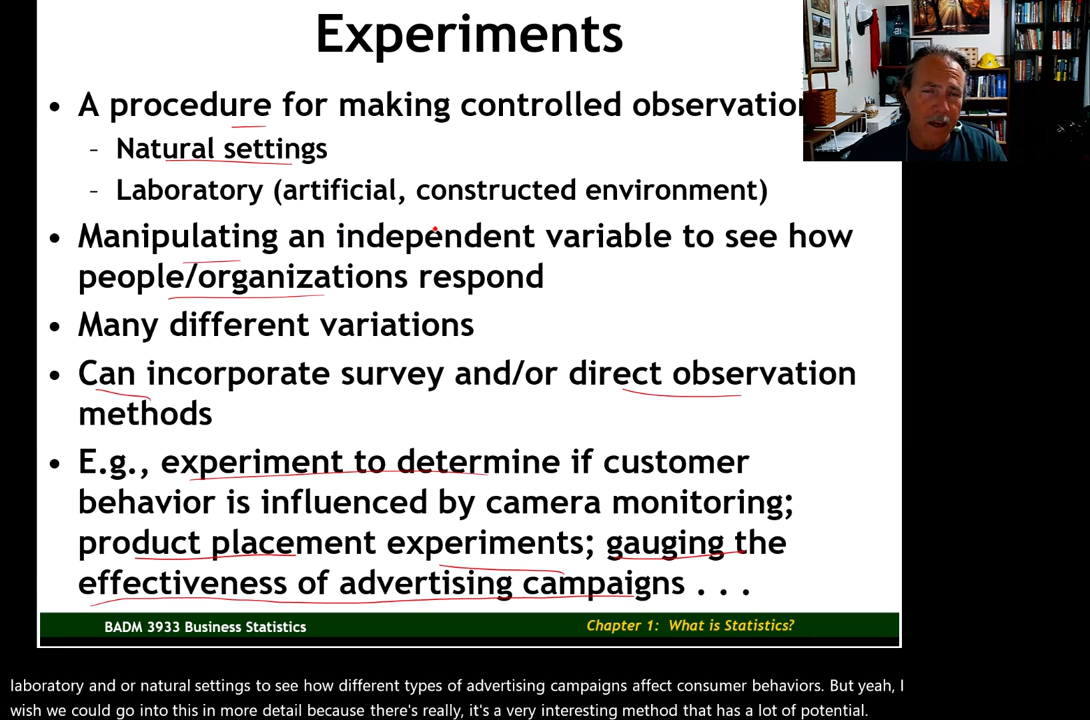 Experiments
• A procedure for making controlled observation
- Natural settings
- Laboratory (artificial, constructed environment)
• Manipulating an independent variable to see how
people/organizations respond
• Many different variations
• Can incorporate survey and/or direct observation
methods
• E.g., experiment to determine if customer
behavior is influenced by camera monitoring;
product placement experiments; gauging the
effectiveness of advertising campaigns . . .
BADM 3933 Business Statistics
Chapter 1: What is Statistics?
laboratory and or natural settings to see how different types of advertising campaigns affect consumer behaviors. But yeah, I
wish we could go into this in more detail because there's really, it's a very interesting method that has a lot of potential.